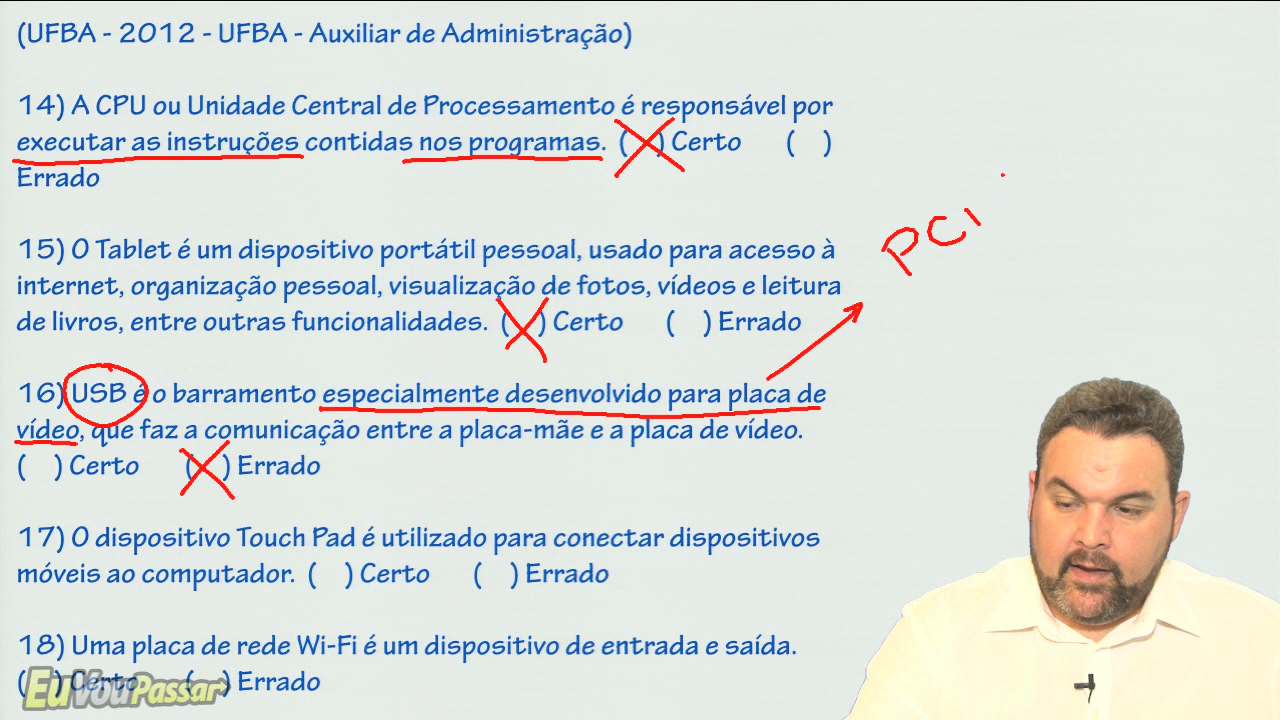 (UFBA - 2012 - UFBA - Auxiliar de Administração)
14) A CPU ou Unidade Central de Processamento é responsável por
executar as instruções contidas nos programas. ( ) Certo ( )
Errado
PCI
15) O Tablet é um dispositivo portátil pessoal, usado para acesso à
internet, organização pessoal, visualização de fotos, vídeos e leitura
de livros, entre outras funcionalidades. ( ) Certo ( ) Errado
16) USB é o barramento especialmente desenvolvido para placa de
vídeo, que faz a comunicação entre a placa-mãe e a placa de vídeo.
( ) Certo ( ) Errado
17) O dispositivo Touch Pad é utilizado para conectar dispositivos
móveis ao computador. ( ) Certo ( ) Errado
18) Uma placa de rede Wi-Fi é um dispositivo de entrada e saída.
( ) Certo ( ) Errado
EuVouPassar